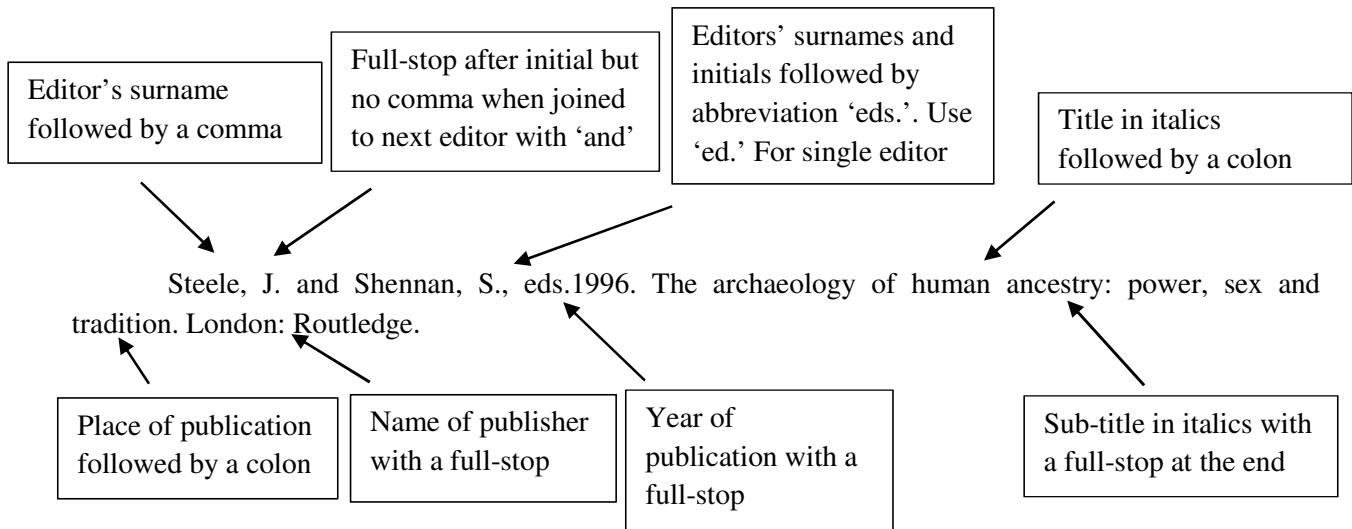 Editor's surname
followed by a comma
Full-stop after initial but
no comma when joined
to next editor with 'and'
Editors' surnames and
initials followed by
abbreviation 'eds.'. Use
'ed.' For single editor
Title in italics
followed by a colon
Steele, J. and Shennan, S., eds.1996. The archaeology of human ancestry: power, sex and
tradition. London: Routledge.
Place of publication
followed by a colon
Name of publisher
with a full-stop
Year of
publication with a
full-stop
Sub-title in italics with
a full-stop at the end